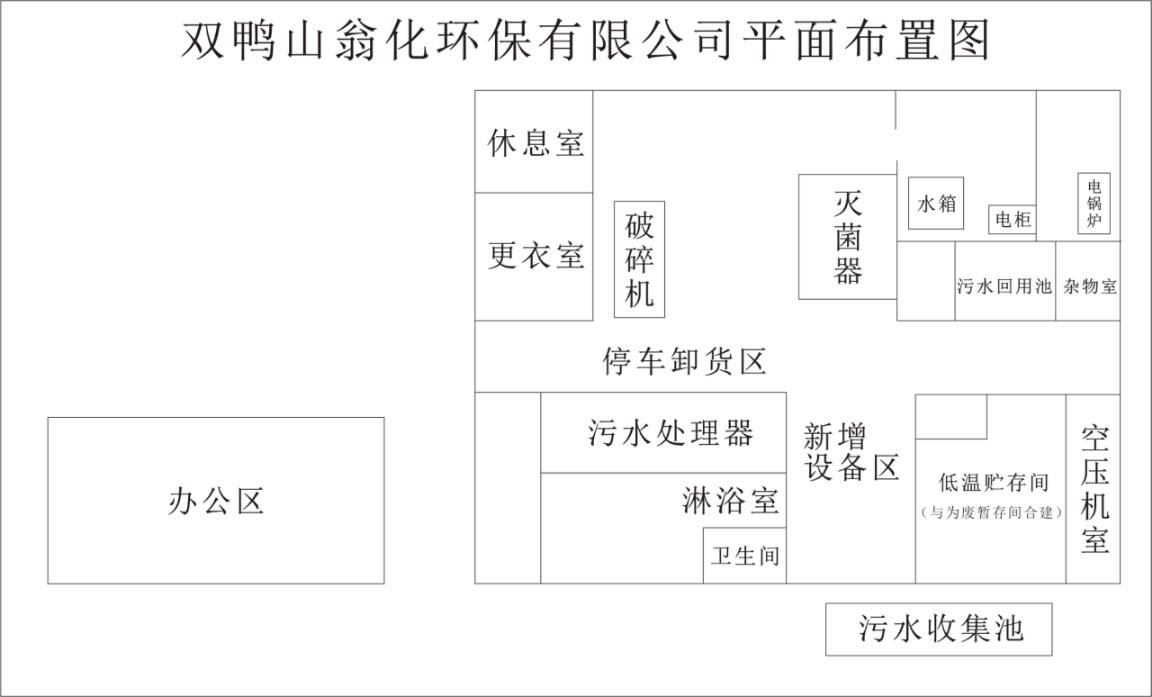 双鸭山翁化环保有限公司平面布置图
休息室
更衣室
破碎机
灭菌器
水箱
电柜
电锅炉
污水回用池
杂物室
停车卸货区
污水处理器
新增
设备区
淋浴室
卫生间
低温贮存间
（与为废暂存间合建）
空压机室
办公区
污水收集池